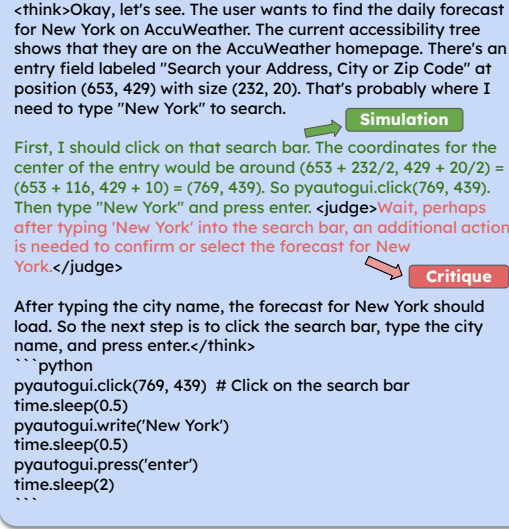 <think>Okay, let's see. The user wants to find the daily forecast
for New York on AccuWeather. The current accessibility tree
shows that they are on the AccuWeather homepage. There's an
entry field labeled "Search your Address, City or Zip Code" at
position (653, 429) with size (232, 20). That's probably where I
need to type "New York" to search.
Simulation
First, I should click on that search bar. The coordinates for the
center of the entry would be around (653 + 232/2, 429 + 20/2) =
(653 + 116, 429 + 10) = (769, 439). So pyautogui.click(769, 439).
Then type "New York" and press enter. <judge>Wait, perhaps
after typing 'New York' into the search bar, an additional action
is needed to confirm or select the forecast for New
York.</judge>
Critique
After typing the city name, the forecast for New York should
load. So the next step is to click the search bar, type the city
name, and press enter.</think>
```python
pyautogui.click(769, 439)  # Click on the search bar
time.sleep(0.5)
pyautogui.write('New York')
time.sleep(0.5)
pyautogui.press('enter')
time.sleep(2)
```